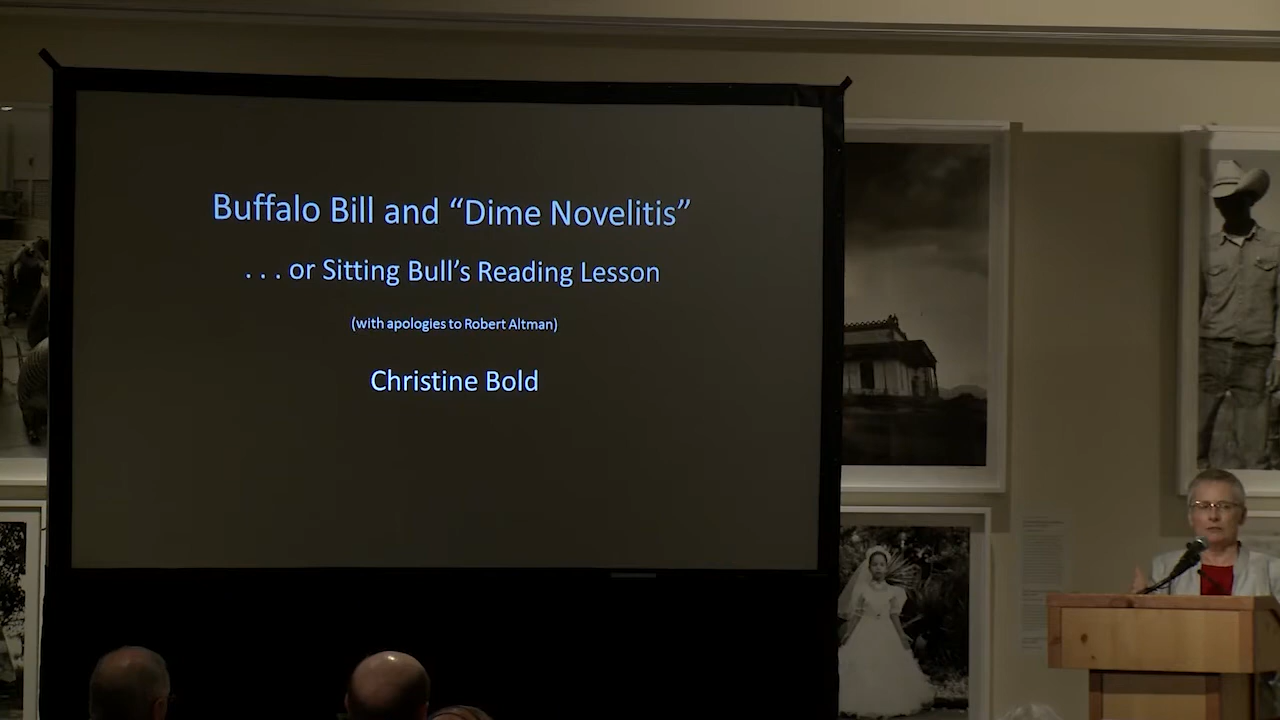 Buffalo Bill and “Dime Novelitis”
. . . or Sitting Bull’s Reading Lesson
(with apologies to Robert Altman)
Christine Bold